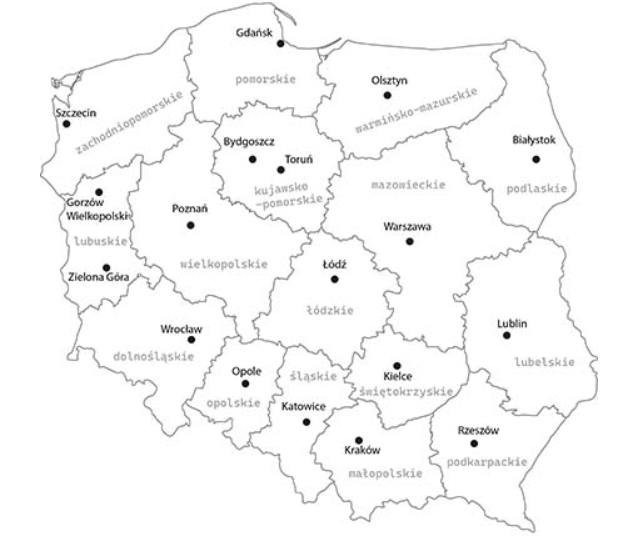 Gdańsk
pomorskie
Olsztyn
warmińsko-mazurskie
Szczecin
zachodniopomorskie
Bydgoszcz
Toruń
kujawsko
-pomorskie
Białystok
podlaskie
mazowieckie
Warszawa
Gorzów
Wielkopolski
lubuskie
Zielona Góra
Poznań
wielkopolskie
Łódź
łódzkie
Wrocław
dolnośląskie
Lublin
lubelskie
Opole
opolskie
śląskie
Katowice
Kielce
świętokrzyskie
Kraków
małopolskie
Rzeszów
podkarpackie